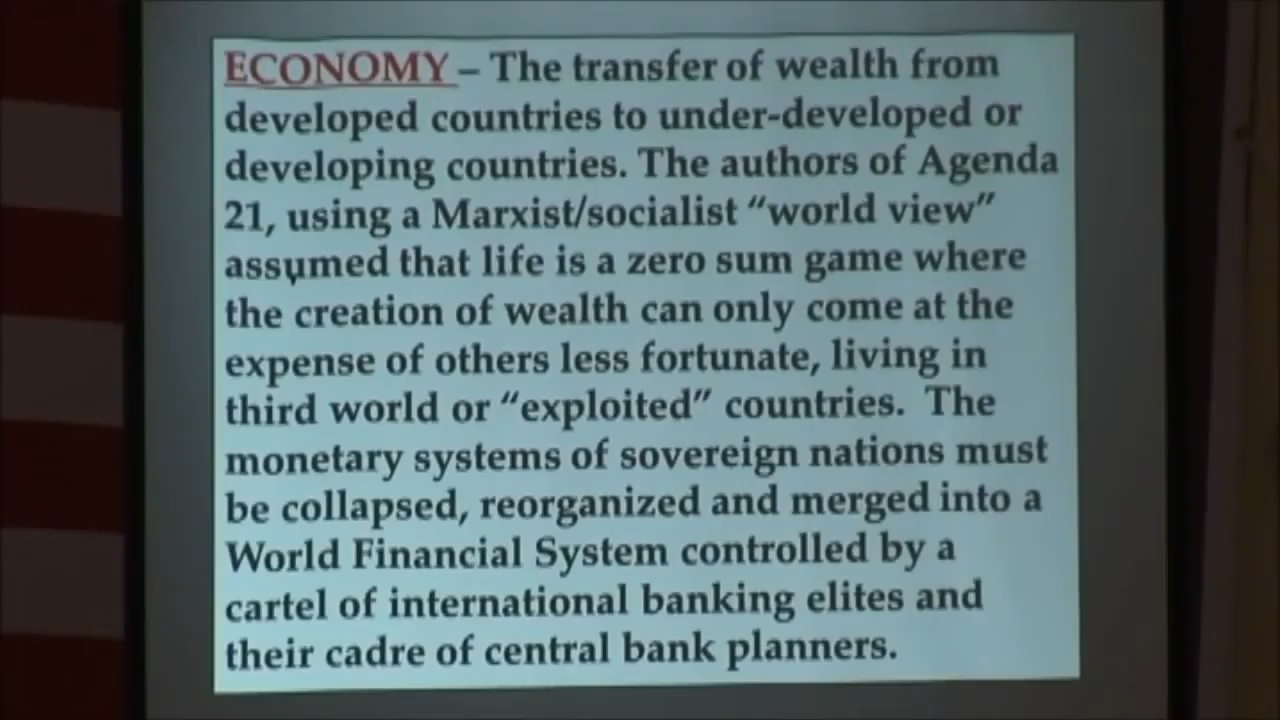 ECONOMY – The transfer of wealth from
developed countries to under-developed or
developing countries. The authors of Agenda
21, using a Marxist/socialist “world view”
assumed that life is a zero sum game where
the creation of wealth can only come at the
expense of others less fortunate, living in
third world or “exploited” countries. The
monetary systems of sovereign nations must
be collapsed, reorganized and merged into a
World Financial System controlled by a
cartel of international banking elites and
their cadre of central bank planners.